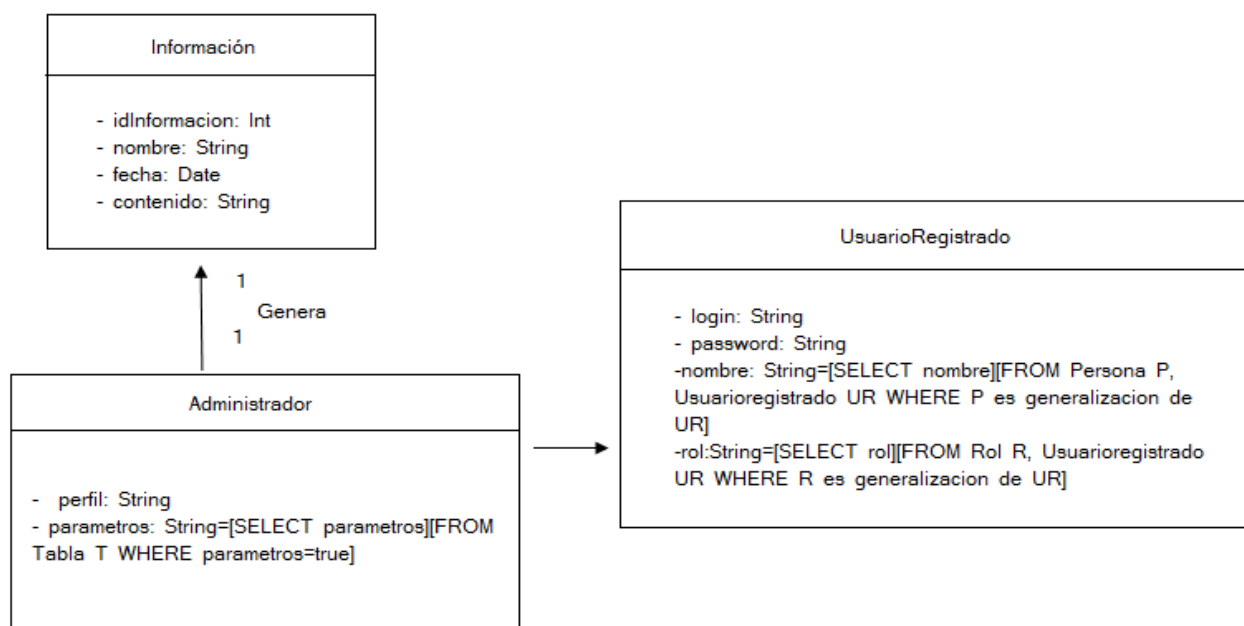 Información
- idInformacion: Int
- nombre: String
- fecha: Date
- contenido: String
1
Genera
1
Administrador
- perfil: String
- parametros: String=[SELECT parametros][FROM
Tabla T WHERE parametros=true]
UsuarioRegistrado
- login: String
- password: String
-nombre: String=[SELECT nombre][FROM Persona P,
Usuarioregistrado UR WHERE P es generalizacion de
UR]
-rol:String=[SELECT rol][FROM Rol R, Usuarioregistrado
UR WHERE R es generalizacion de UR]